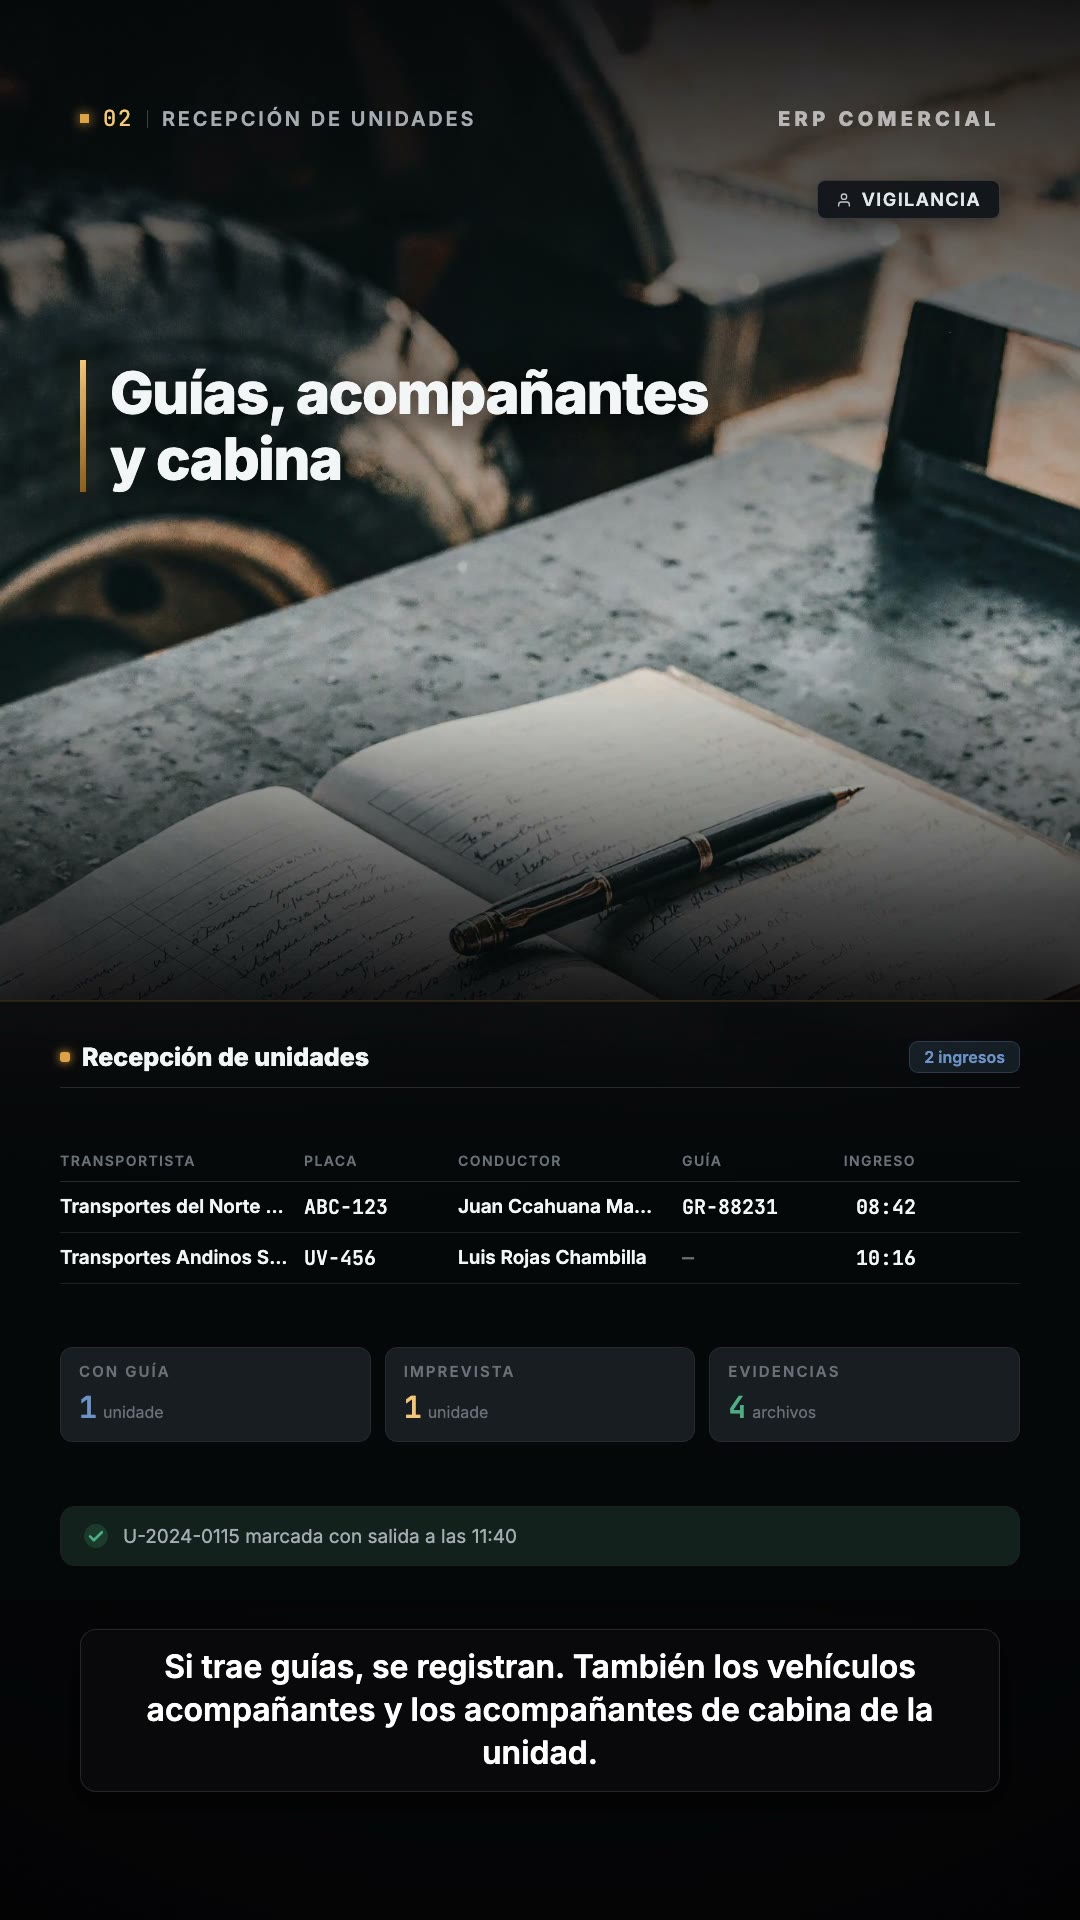 02 | RECEPCIÓN DE UNIDADES
ERP COMERCIAL
VIGILANCIA
Guías, acompañantes
y cabina
Recepción de unidades
2 ingresos
TRANSPORTISTA PLACA CONDUCTOR GUÍA INGRESO
Transportes del Norte ... ABC-123 Juan Ccahuana Ma... GR-88231 08:42
Transportes Andinos S... UV-456 Luis Rojas Chambilla — 10:16
CON GUÍA
1 unidade
IMPREVISTA
1 unidade
EVIDENCIAS
4 archivos
U-2024-0115 marcada con salida a las 11:40
Si trae guías, se registran. También los vehículos
acompañantes y los acompañantes de cabina de la
unidad.